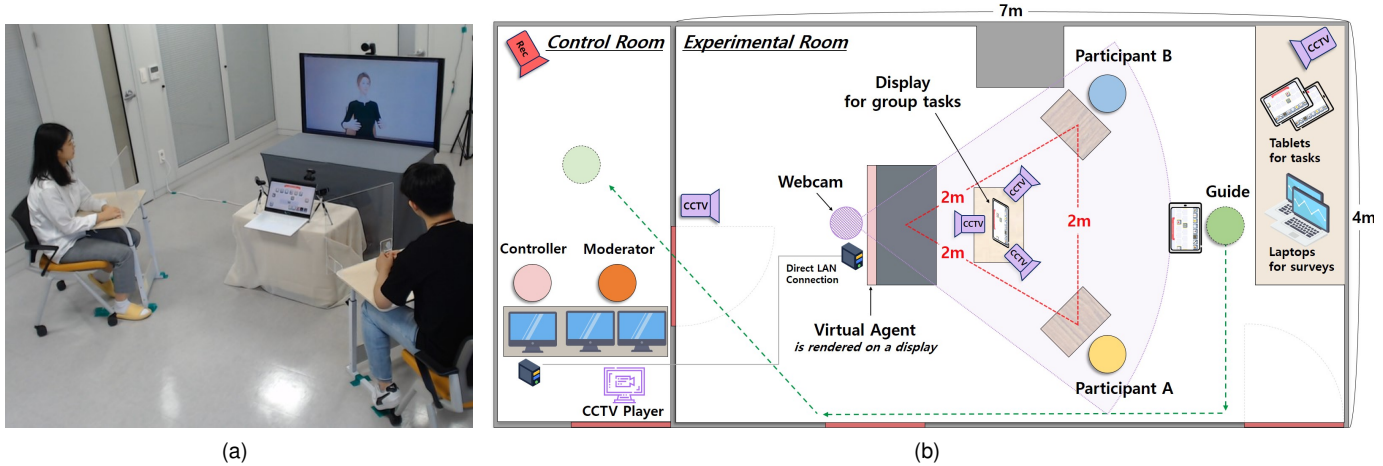 7m
Rec
Control Room
Experimental Room
CCTV
Participant B
Display
for group tasks
Tablets
for tasks
Webcam
2m
CCTV
Guide
CCTV
CCTV
2m
4m
Controller
Moderator
2m
CCTV
Direct LAN
Connection
Laptops
for surveys
Virtual Agent
is rendered on a display
CCTV Player
Participant A
(a)
(b)